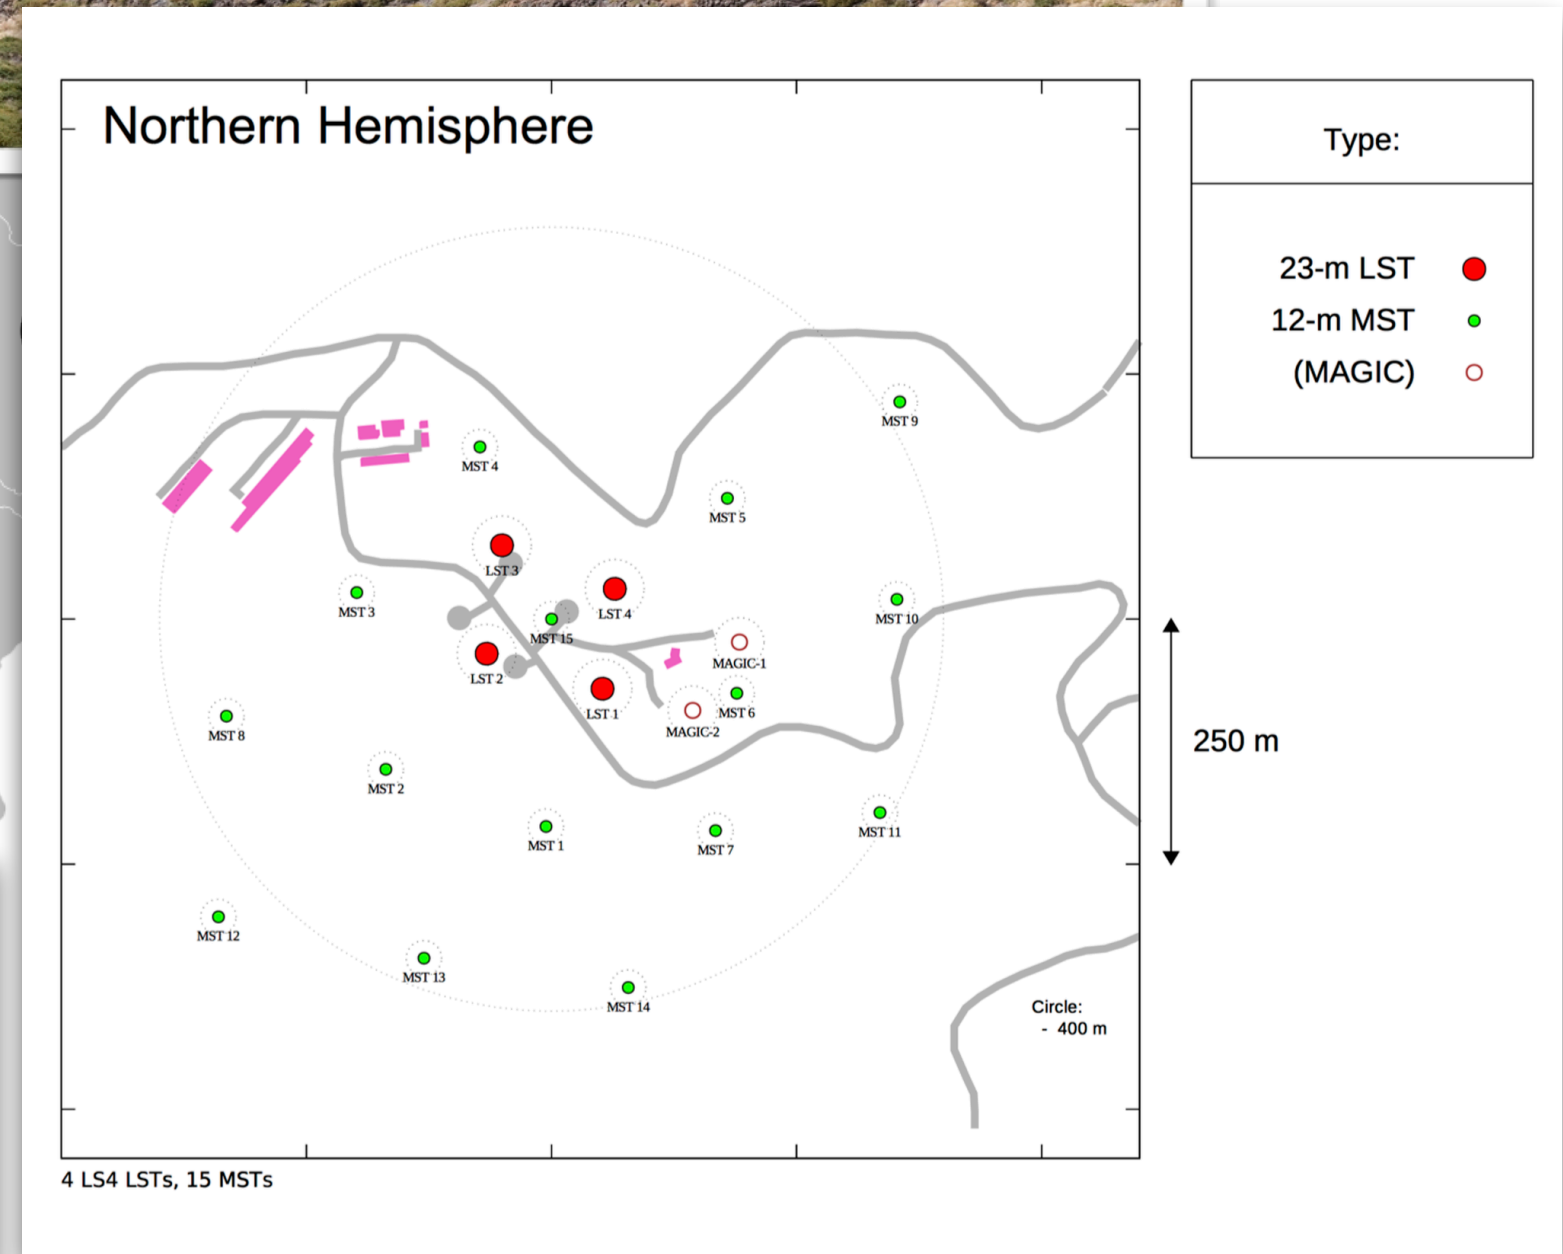 Northern Hemisphere
Type:
23-m LST
12-m MST
(MAGIC)
MST 9
MST 4
MST 5
LST 3
LST 4
MST 3
MST 10
MST 15
MAGIC-1
LST 2
LST 1
MST 6
MAGIC-2
MST 8
250 m
MST 2
MST 11
MST 1
MST 7
MST 12
MST 13
MST 14
Circle:
- 400 m
4 LS4 LSTs, 15 MSTs